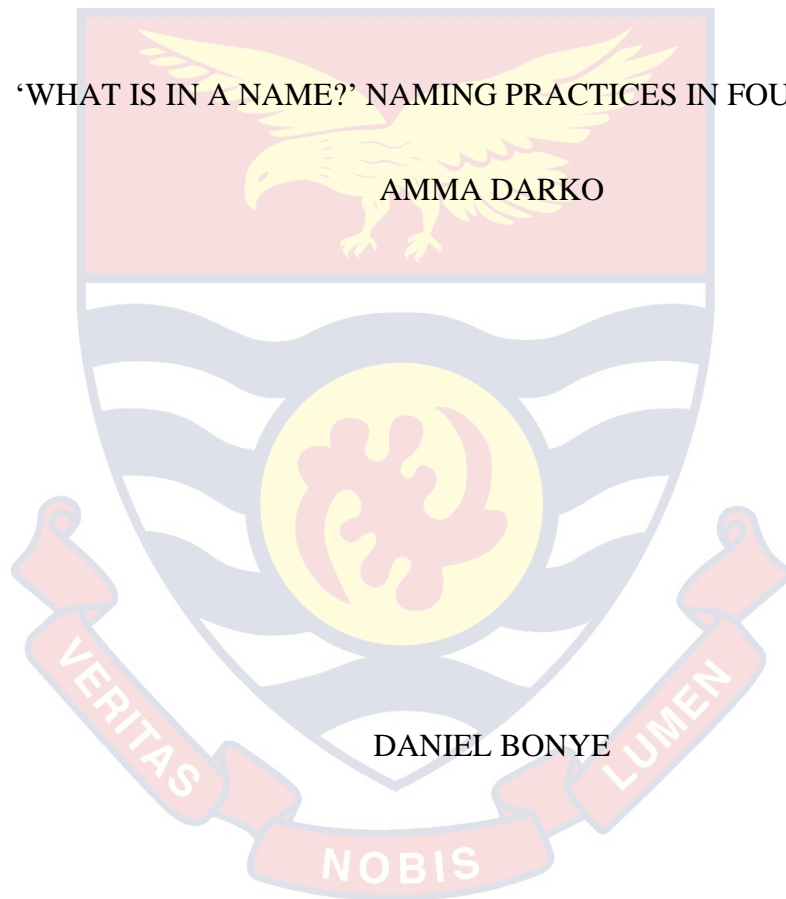 ‘WHAT IS IN A NAME?’ NAMING PRACTICES IN FOU
AMMA DARKO
DANIEL BONYE
VERITAS
NOBIS
LUMEN